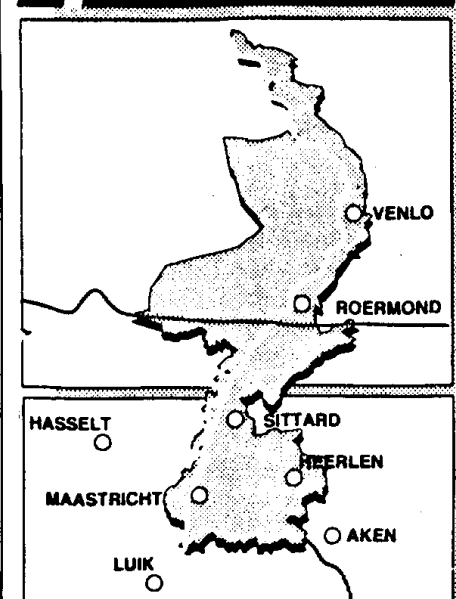 VENLO
ROERMOND
HASSELT
SITTARD
HEERLEN
MAASTRICHT
AKEN
LUIK